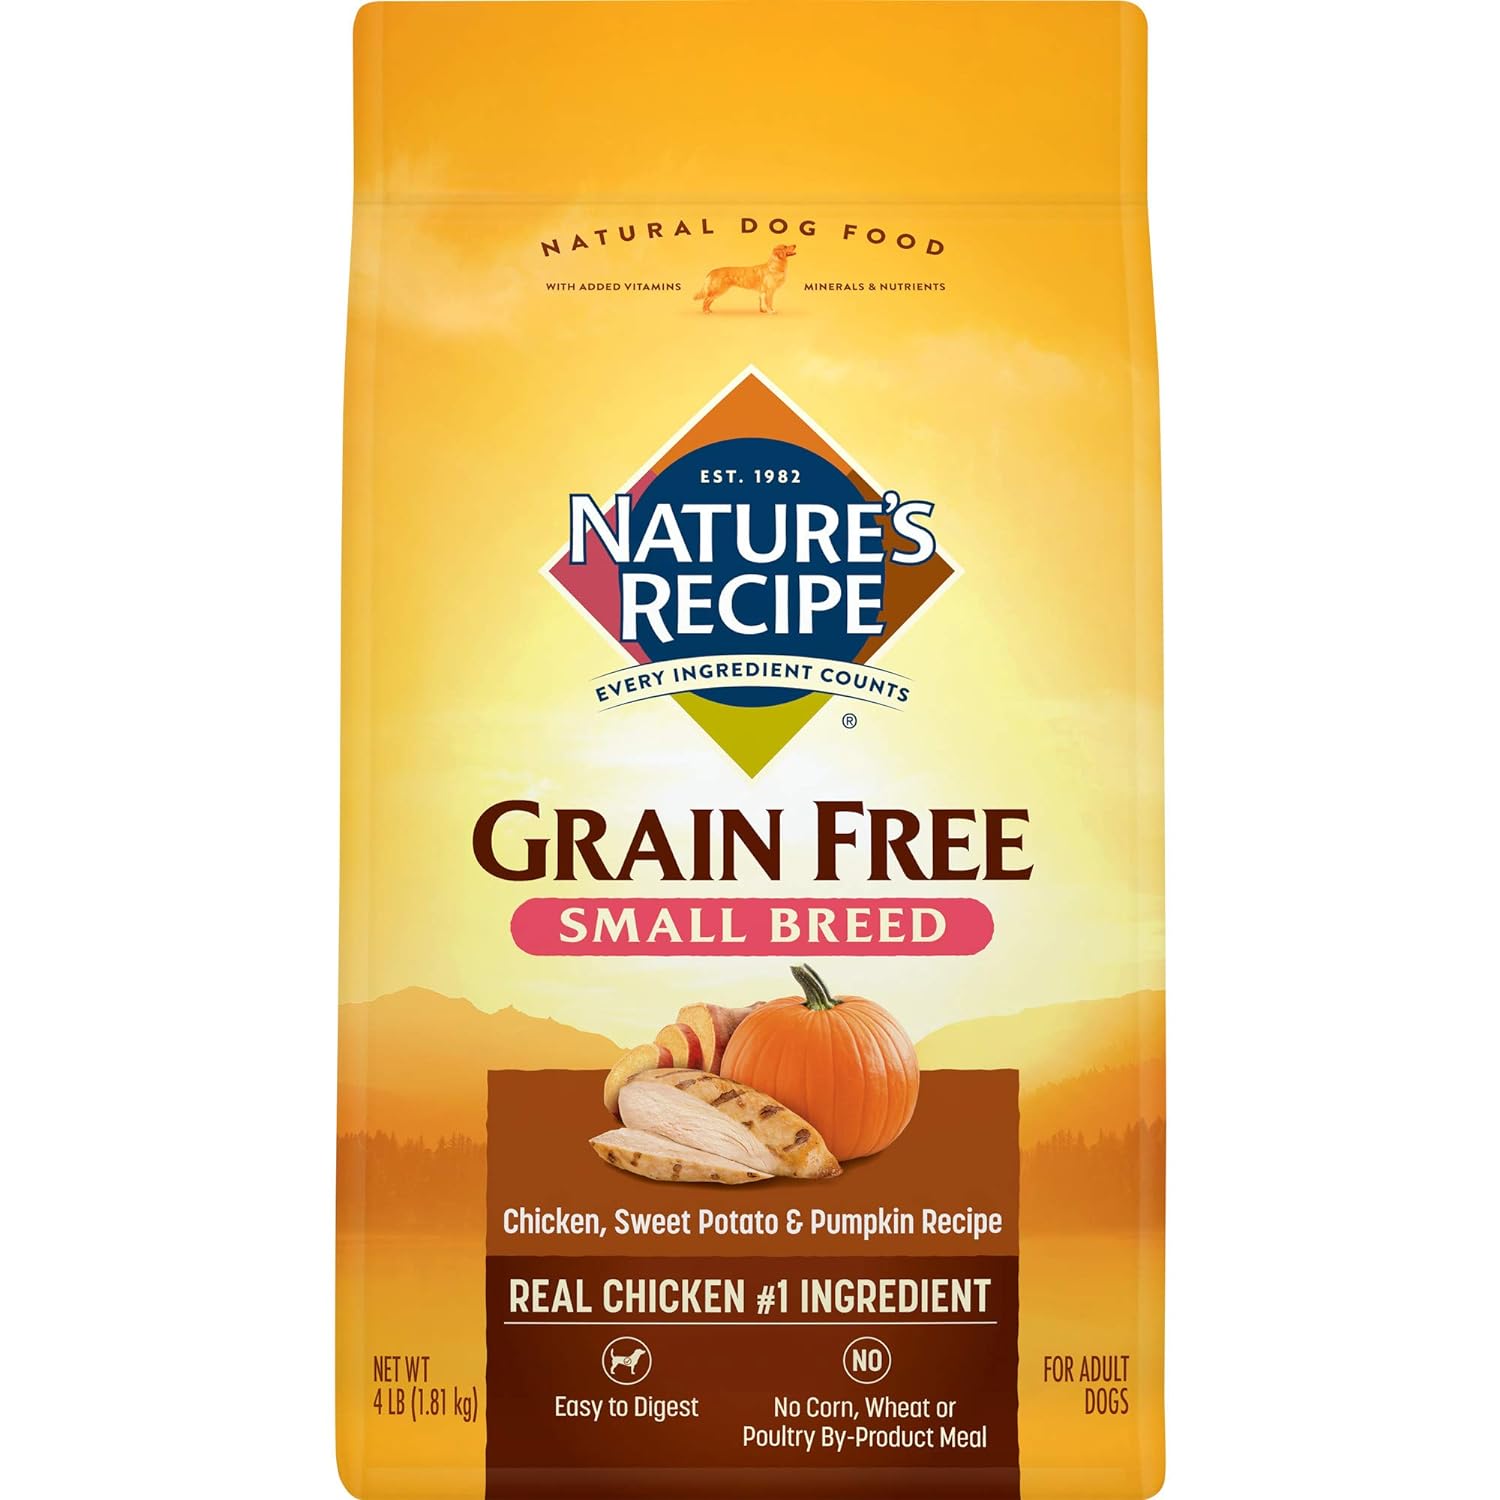 NATURAL DOG FOOD
WITH ADDED VITAMINS MINERALS & NUTRIENTS
EST. 1982
NATURE'S
RECIPE
EVERY INGREDIENT COUNTS
®
GRAIN FREE
SMALL BREED
Chicken, Sweet Potato & Pumpkin Recipe
REAL CHICKEN #1 INGREDIENT
NO
Easy to Digest
No Corn, Wheat or
Poultry By-Product Meal
NET WT
4 LB (1.81 kg)
FOR ADULT
DOGS